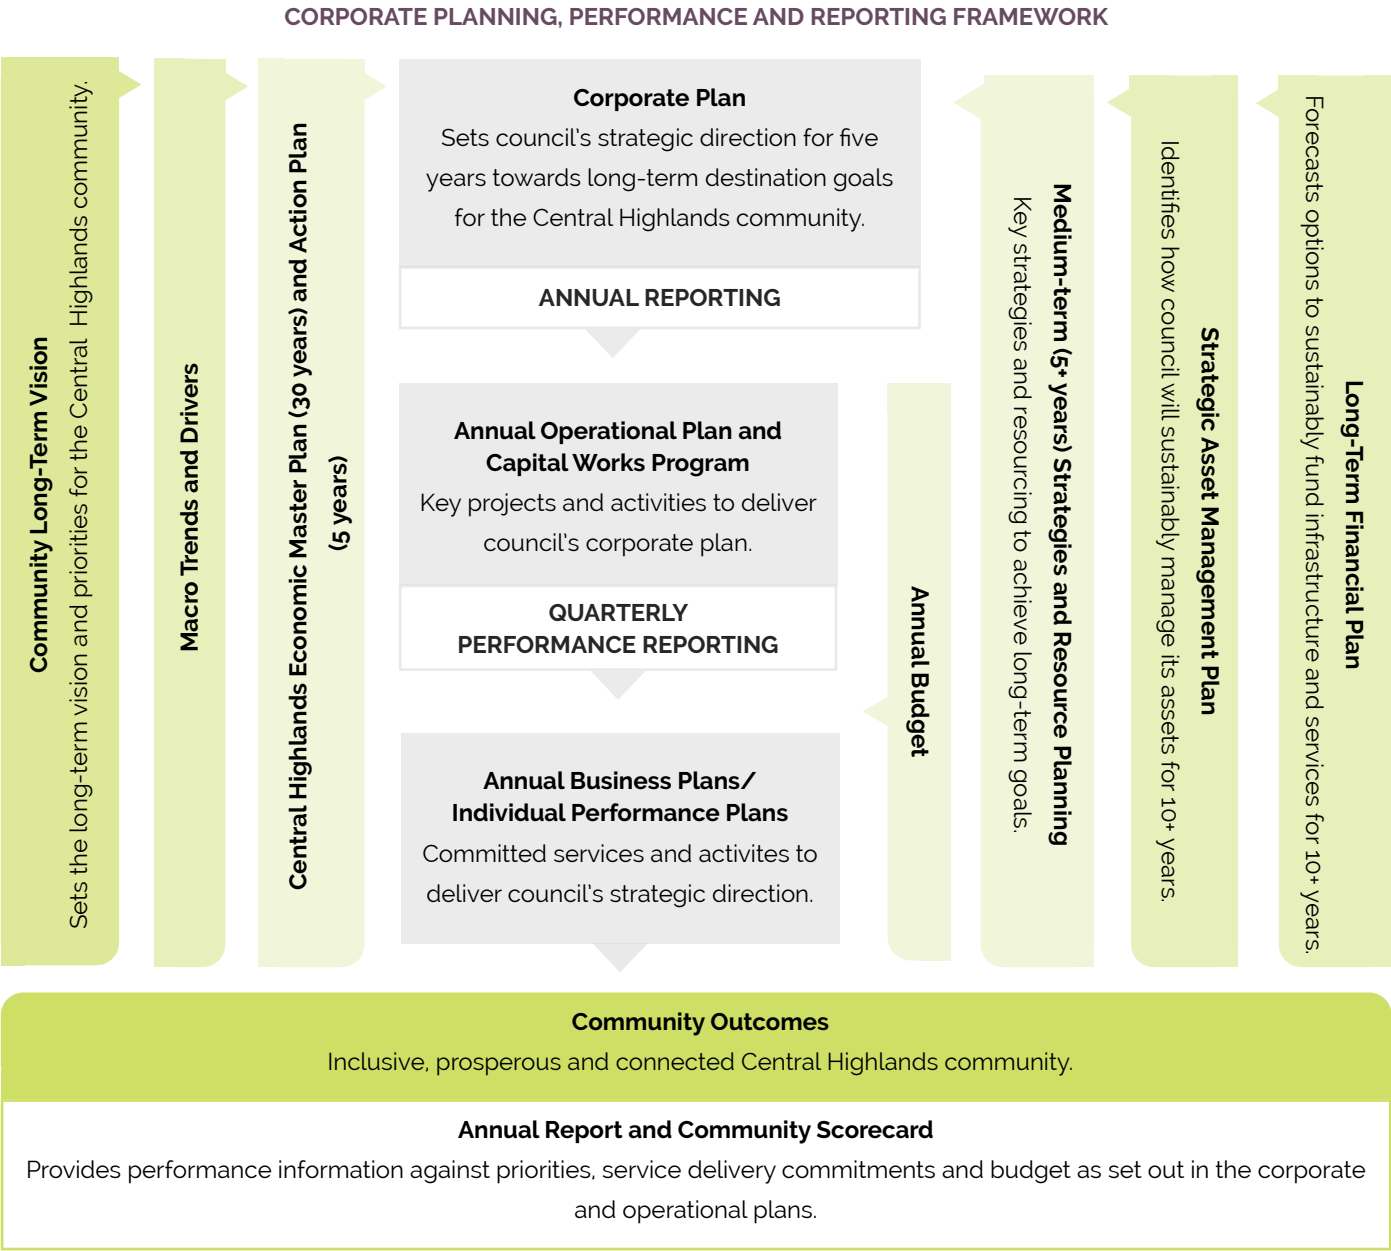 CORPORATE PLANNING, PERFORMANCE AND REPORTING FRAMEWORK
Community Long-Term Vision
Sets the long-term vision and priorities for the Central Highlands community.
Macro Trends and Drivers
Central Highlands Economic Master Plan (30 years) and Action Plan
(5 years)
Corporate Plan
Sets council's strategic direction for five
years towards long-term destination goals
for the Central Highlands community.
ANNUAL REPORTING
Annual Operational Plan and
Capital Works Program
Key projects and activities to deliver
council's corporate plan.
QUARTERLY
PERFORMANCE REPORTING
Annual Business Plans/
Individual Performance Plans
Committed services and activites to
deliver council's strategic direction.
Annual Budget
Medium-term (5+ years) Strategies and Resource Planning
Key strategies and resourcing to achieve long-term goals.
Strategic Asset Management Plan
Identifies how council will sustainably manage its assets for 10+ years.
Long-Term Financial Plan
Forecasts options to sustainably fund infrastructure and services for 10+ years.
Community Outcomes
Inclusive, prosperous and connected Central Highlands community.
Annual Report and Community Scorecard
Provides performance information against priorities, service delivery commitments and budget as set out in the corporate
and operational plans.